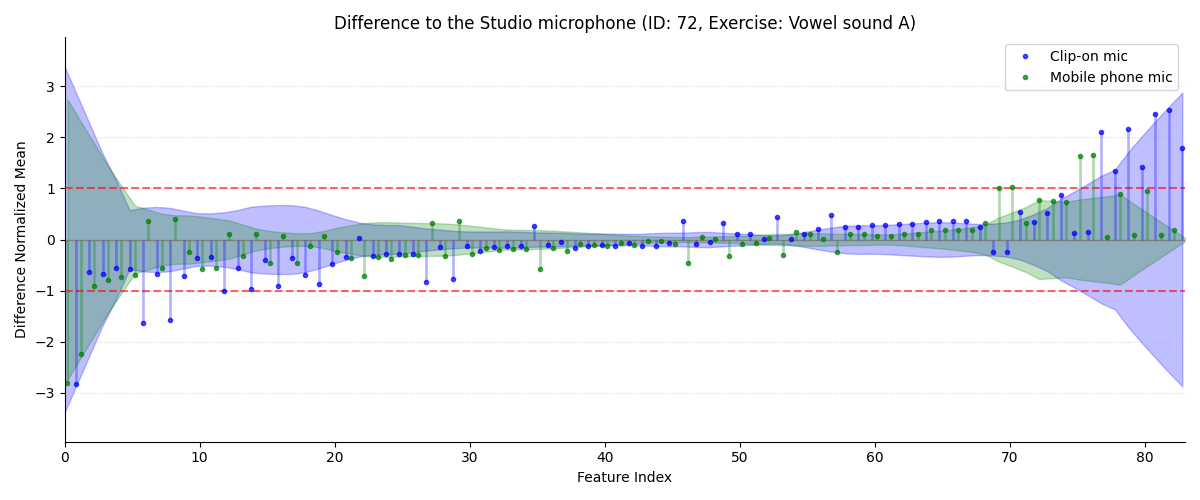 Difference to the Studio microphone (ID: 72, Exercise: Vowel sound A)
Clip-on mic
Mobile phone mic
Difference Normalized Mean
3
2
1
0
−1
−2
−3
0 10 20 30 40 50 60 70 80
Feature Index